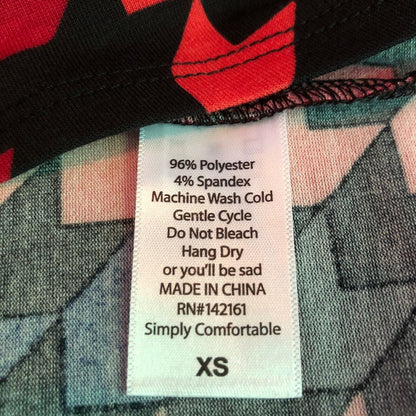 96% Polyester
4% Spandex
Machine Wash Cold
Gentle Cycle
Do Not Bleach
Hang Dry
or you'll be sad
MADE IN CHINA
RN#142161
Simply Comfortable
XS